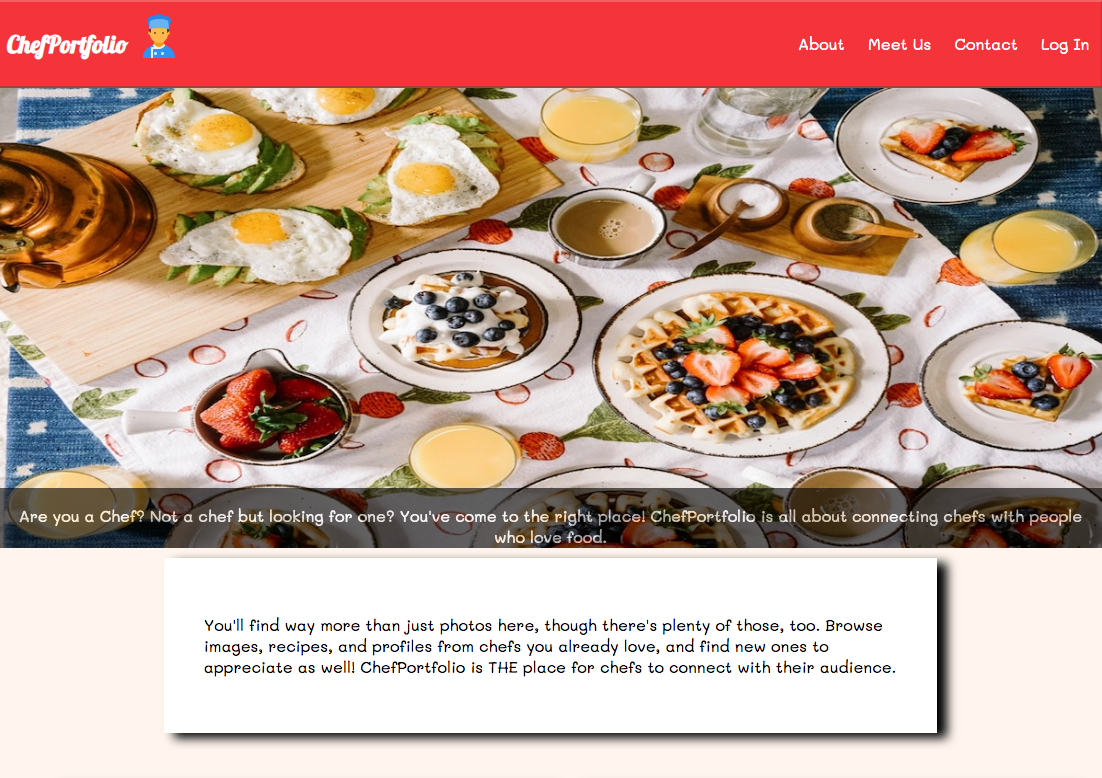 ChefPortfolio
About Meet Us Contact Log In
Are you a Chef? Not a chef but looking for one? You've come to the right place! ChefPortfolio is all about connecting chefs with people
who love food.
You'll find way more than just photos here, though there's plenty of those, too. Browse
images, recipes, and profiles from chefs you already love, and find new ones to
appreciate as well! ChefPortfolio is THE place for chefs to connect with their audience.